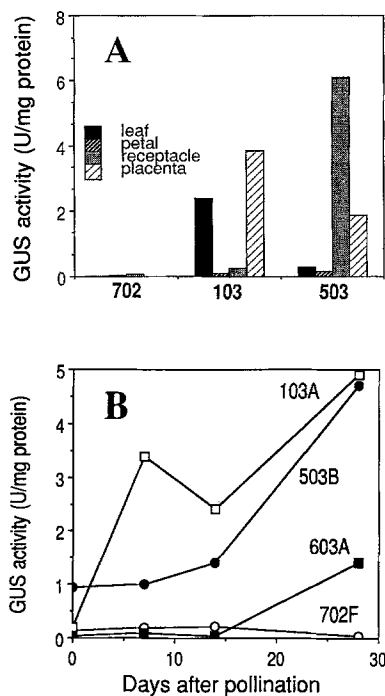 A
GUS activity (U/mg protein)
8
6
4
2
0
leaf
petal
receptacle
placenta
702
103
503
B
GUS activity (U/mg protein)
5
4
3
2
1
0
103A
503B
603A
702F
0
10
20
30
Days after pollination